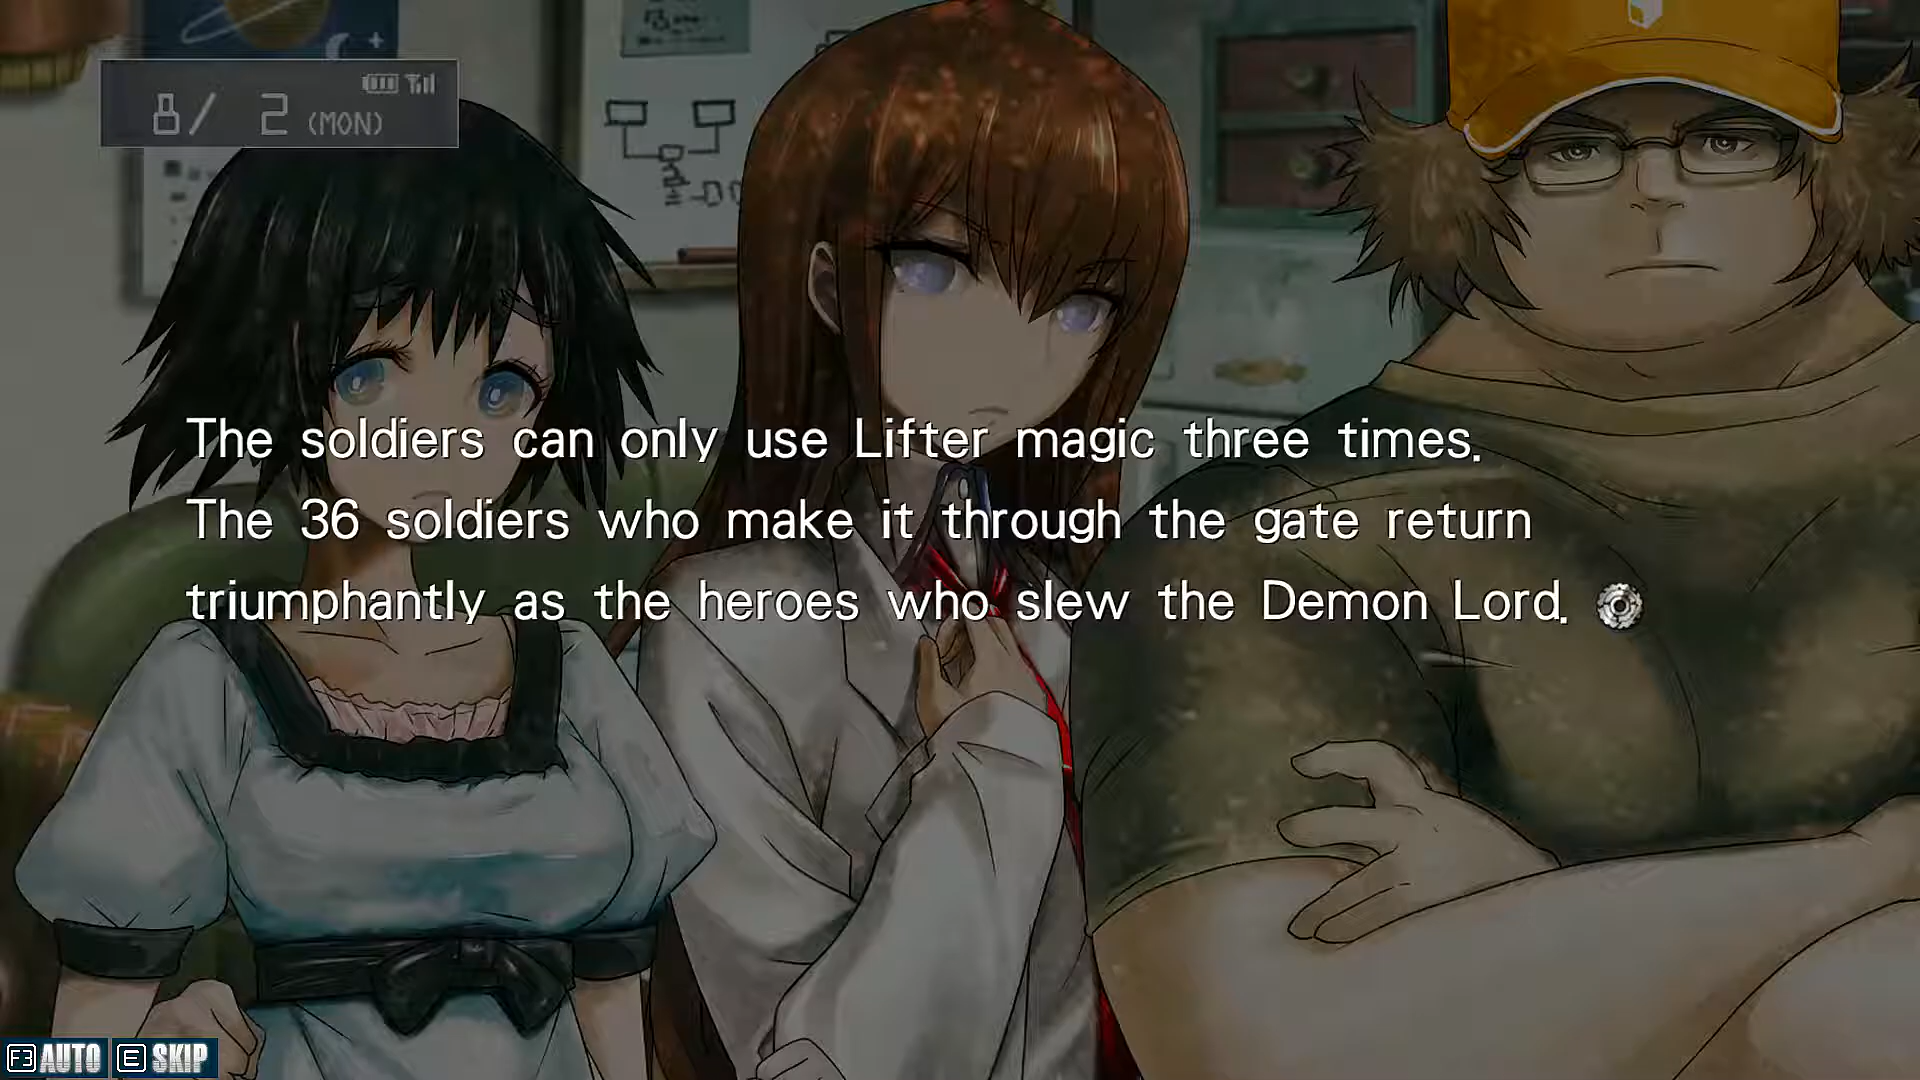 8/ 2 (MON)
The soldiers can only use Lifter magic three times.
The 36 soldiers who make it through the gate return
triumphantly as the heroes who slew the Demon Lord.
F3 AUTO E SKIP